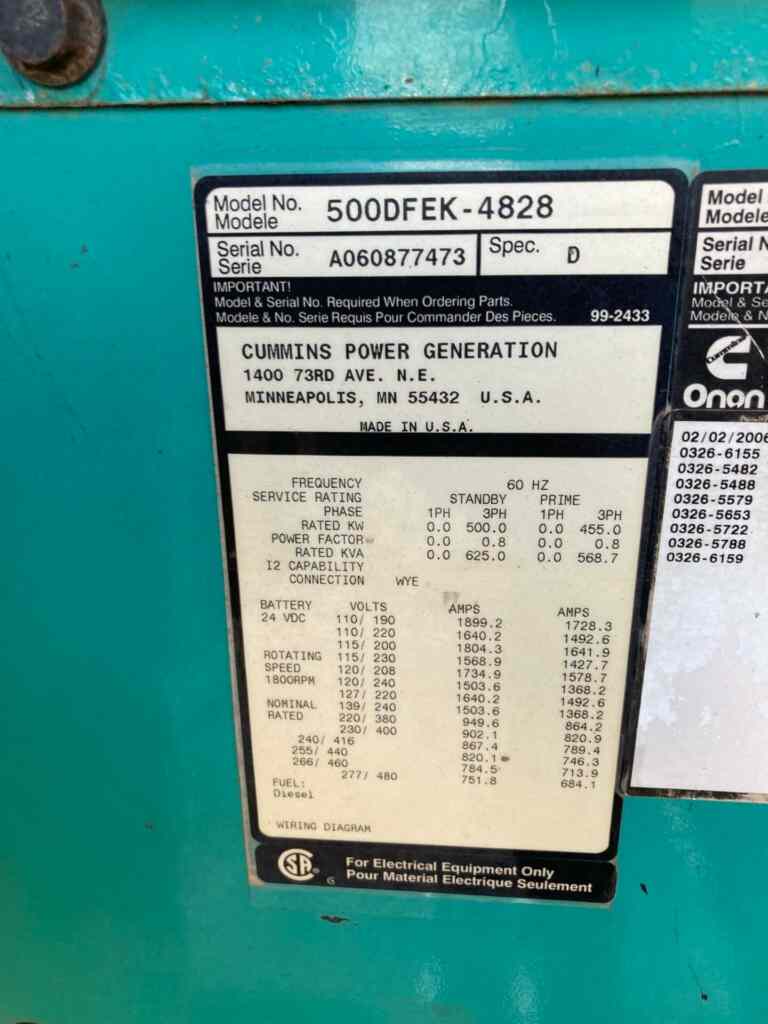 Model No. 500DFEK-4828
Modele
Serial No. A060877473 Spec. D
Serie
IMPORTANT!
Model & Serial No. Required When Ordering Parts.
Modele & No. Serie Requis Pour Commander Des Pieces. 99-2433
CUMMINS POWER GENERATION
1400 73RD AVE. N.E.
MINNEAPOLIS, MN 55432 U.S.A.
MADE IN U.S.A.
FREQUENCY 60 HZ
SERVICE RATING STANDBY PRIME
PHASE 1PH 3PH 1PH 3PH
RATED KW 0.0 500.0 0.0 455.0
POWER FACTOR 0.0 0.8 0.0 0.8
RATED KVA 0.0 625.0 0.0 568.7
I2 CAPABILITY
CONNECTION WYE
BATTERY VOLTS AMPS AMPS
24 VDC 110/ 190 1899.2 1728.3
110/ 220 1640.2 1492.6
115/ 200 1804.3 1641.9
ROTATING 115/ 230 1568.9 1427.7
SPEED 120/ 208 1734.9 1578.7
1800RPM 120/ 240 1503.6 1368.2
127/ 220 1640.2 1492.6
NOMINAL 139/ 240 1503.6 1368.2
RATED 220/ 380 949.6 864.2
230/ 400 902.1 820.9
240/ 416 867.4 789.4
255/ 440 820.1 746.3
266/ 460 784.5 713.9
277/ 480 751.8 684.1
FUEL:
Diesel
WIRING DIAGRAM
SA ®
G
For Electrical Equipment Only
Pour Material Electrique Seulement
Model
Modele
Serial
Serie
Model &
Modele &
Cummins
Onan
02/02/2006
0326-6155
0326-5482
0326-5488
0326-5579
0326-5653
0326-5722
0326-5788
0326-6159